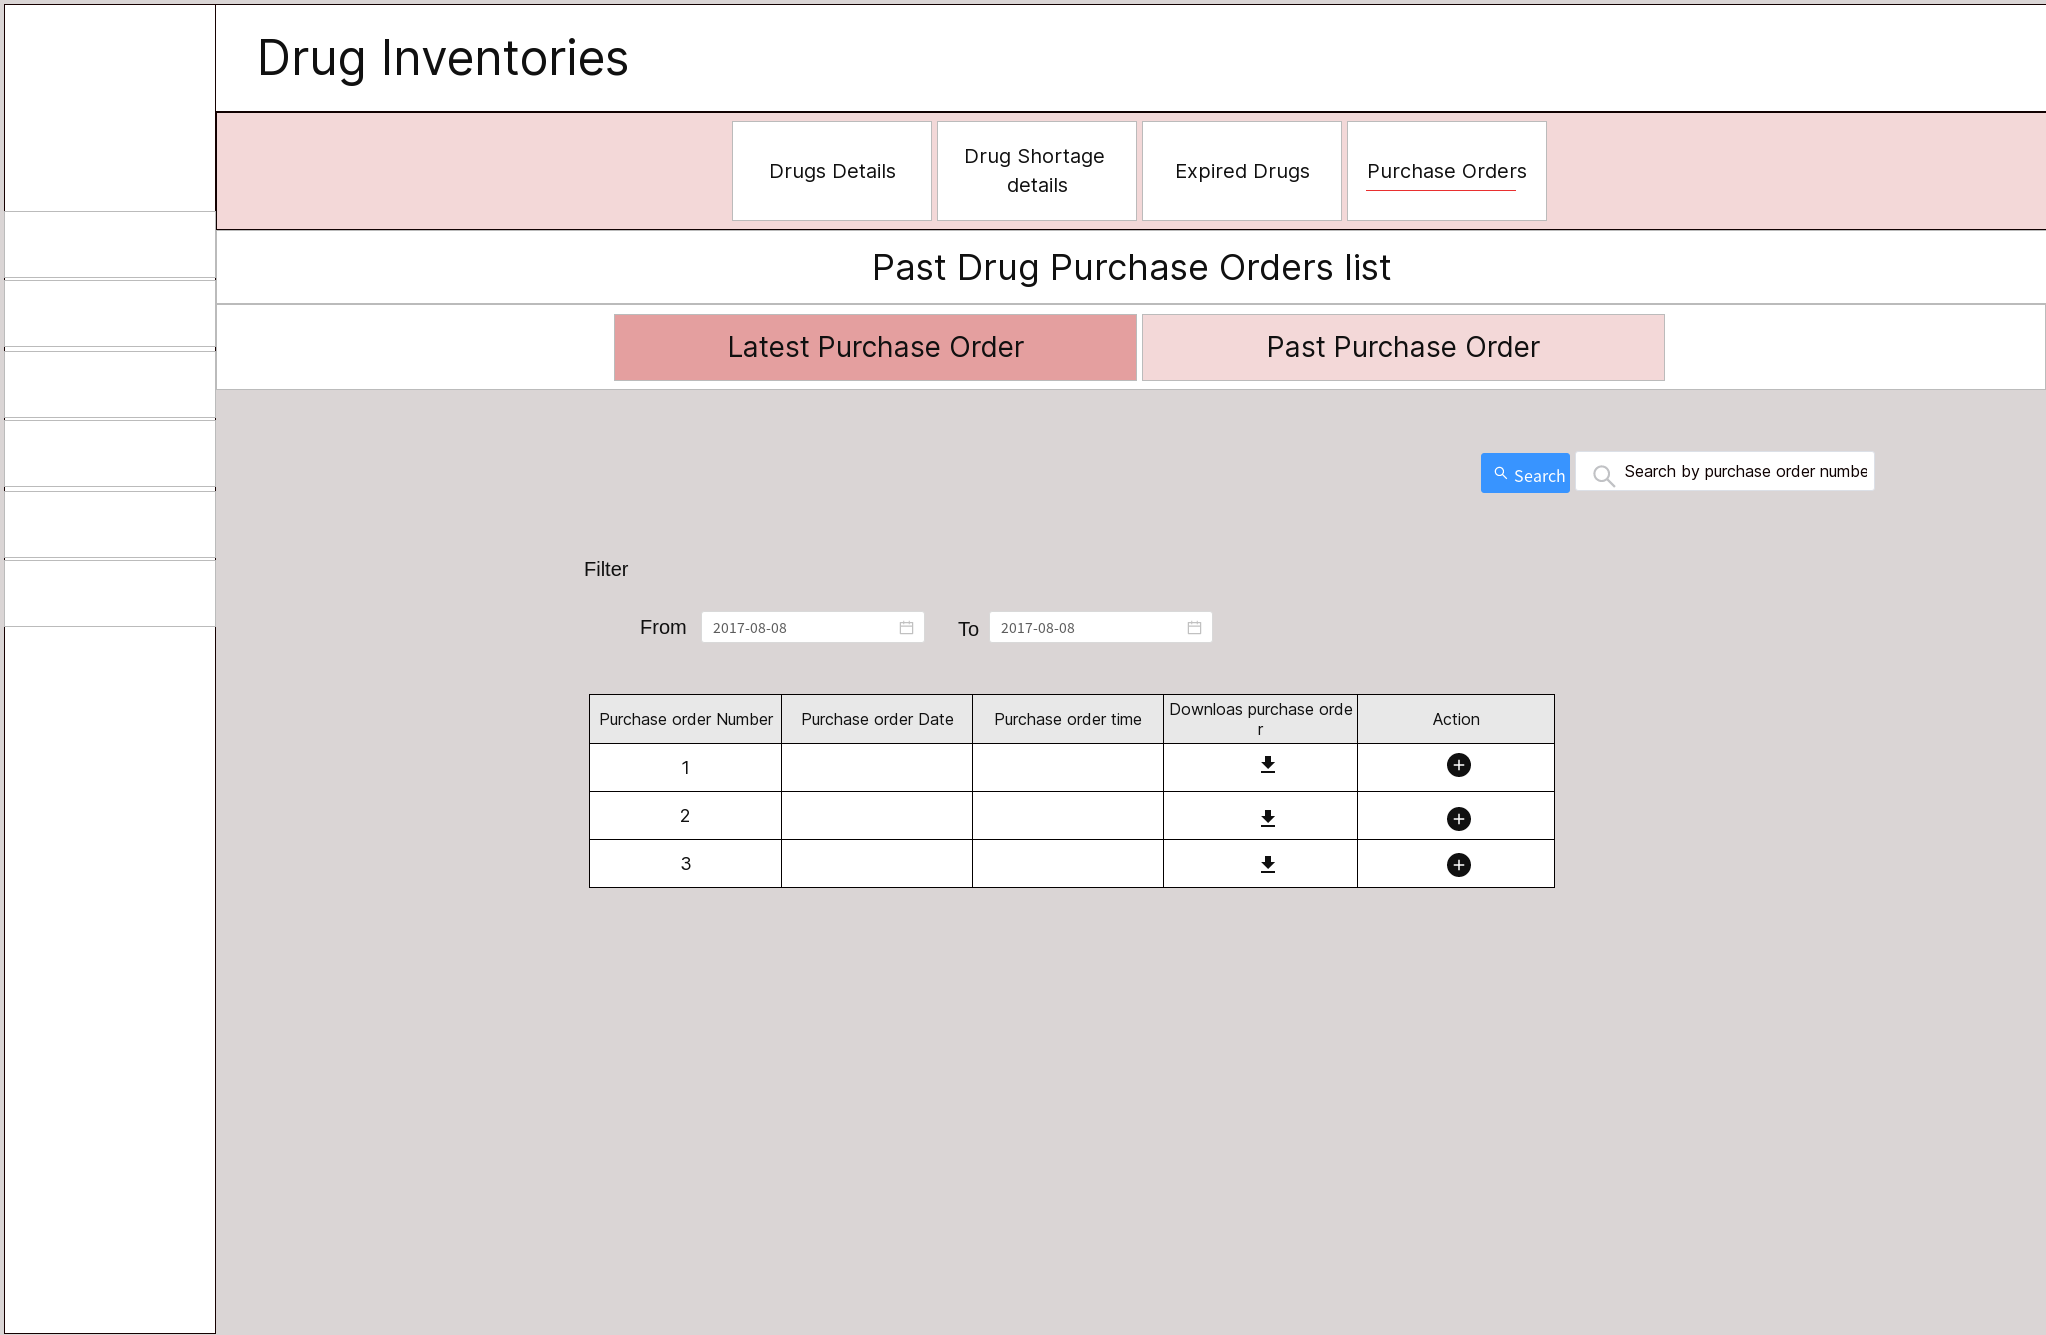 Drug Inventories
Drugs Details
Drug Shortage
details
Expired Drugs
Purchase Orders
Past Drug Purchase Orders list
Latest Purchase Order
Past Purchase Order
Search
Search by purchase order numbe
Filter
From
2017-08-08
To
2017-08-08
Purchase order Number
Purchase order Date
Purchase order time
Downloas purchase orde
r
Action
1
2
3